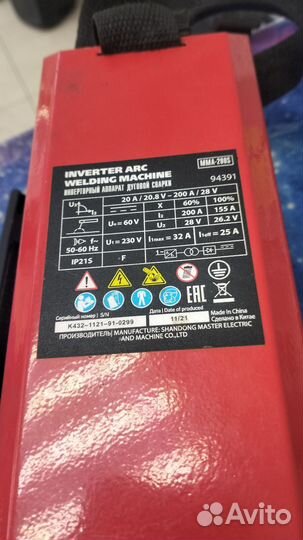 INVERTER ARC
WELDING MACHINE MMA-200S
ИНВЕРТОРНЫЙ АППАРАТ ДУГОВОЙ СВАРКИ 94391
20 A / 20.8 V – 200 A / 28 V
X 60% 100%
I₂ 200 A 155 A
U₀ = 60 V U₂ 28 V 26.2 V
50-60 Hz U₁ = 230 V I1max = 32 A I1eff = 25 A
IP21S F
EAC
Серийный номер | S/N Дата | Date of produced Made in China
K432-1121-91-0299 11/21 Сделано в Китае
ПРОИЗВОДИТЕЛЬ| MANUFACTURE: SHANDONG MASTER ELECTRIC
AND MACHINE CO.,LTD
Avito